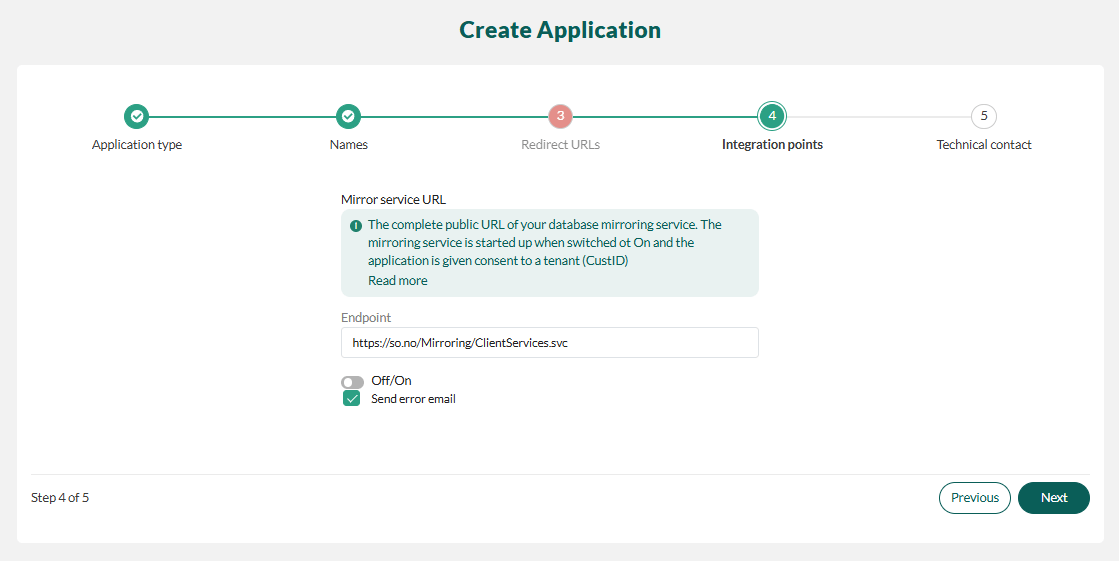 Create Application
3
4
5
Application type
Names
Redirect URLs
Integration points
Technical contact
Mirror service URL
The complete public URL of your database mirroring service. The
mirroring service is started up when switched ot On and the
application is given consent to a tenant (CustID)
Read more
Endpoint
https://so.no/Mirroring/ClientServices.svc
Off/On
Send error email
Step 4 of 5
Previous
Next